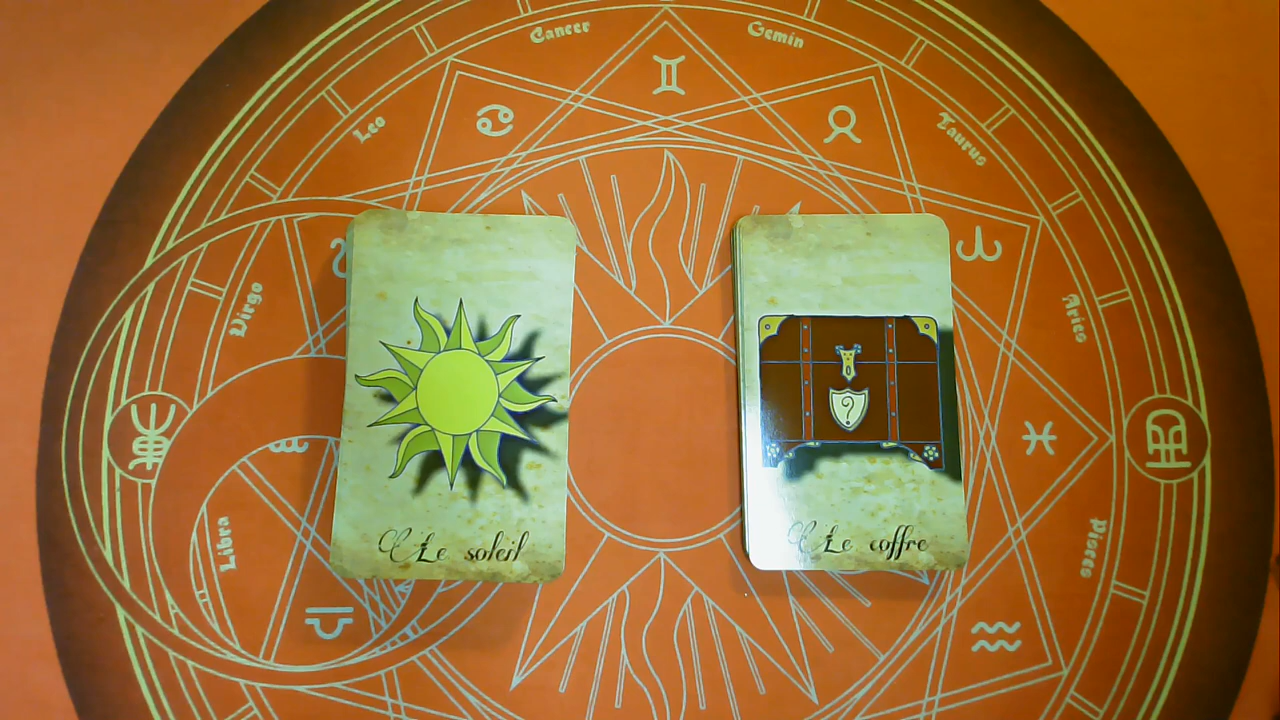 Cancer
Gemin
Leo
Taurus
Virgo
Aries
Le soleil
Le coffre
?
Libra
Pisces